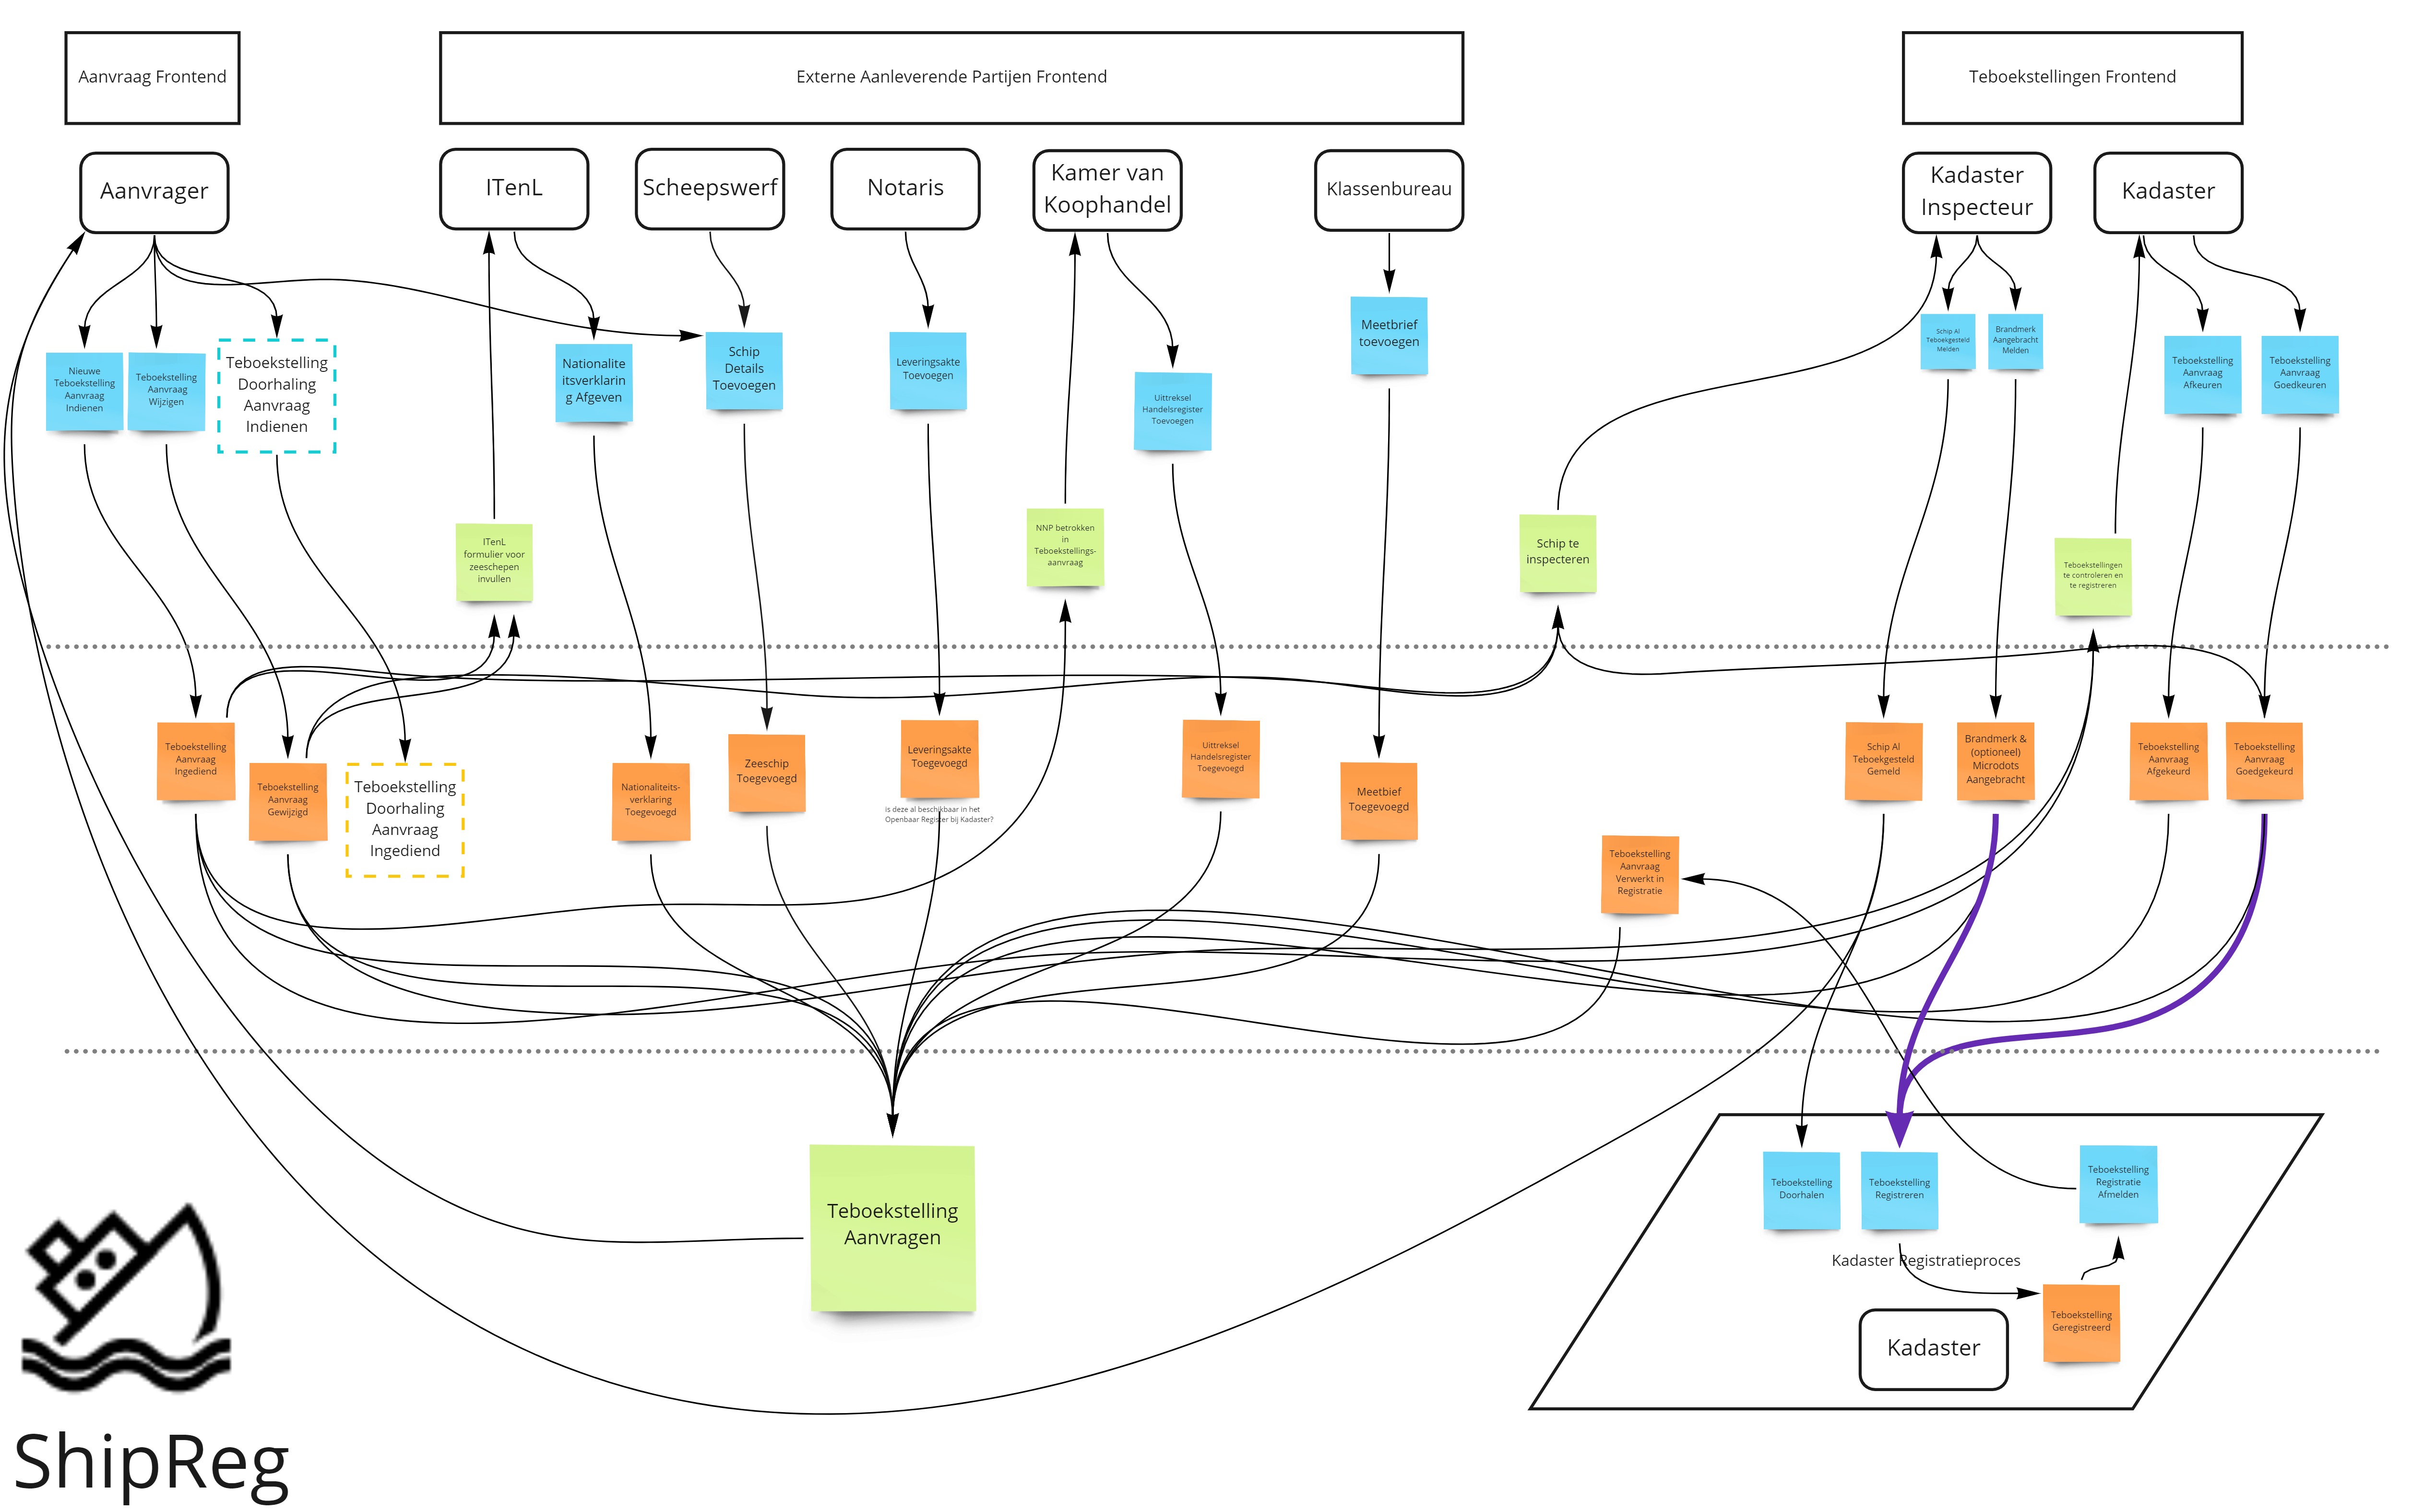 Aanvraag Frontend
Externe Aanleverende Partijen Frontend
Teboekstellingen Frontend
Aanvrager
ITenL
Scheepswerf
Notaris
Kamer van
Koophandel
Klassenbureau
Kadaster
Inspecteur
Kadaster
Nieuwe
Teboekstelling
Aanvraag
Indienen
Teboekstelling
Aanvraag
Wijzigen
Teboekstelling
Doorhaling
Aanvraag
Indienen
Nationalite
itsverklarin
g Afgeven
Schip
Details
Toevoegen
Leveringsakte
Toevoegen
Uittreksel
Handelsregister
Toevoegen
Meetbrief
toevoegen
Schip Al
Teboekgesteld
Melden
Brandmerk
Aangebracht
Melden
Teboekstelling
Aanvraag
Afkeuren
Teboekstelling
Aanvraag
Goedkeuren
ITenL
formulier voor
zeeschepen
invullen
NNP betrokken
in
Teboekstellings-
aanvraag
Schip te
inspecteren
Teboekstellingen
te controleren en
te registreren
Teboekstelling
Aanvraag
Ingediend
Teboekstelling
Aanvraag
Gewijzigd
Teboekstelling
Doorhaling
Aanvraag
Ingediend
Nationaliteits-
verklaring
Toegevoegd
Zeeschip
Toegevoegd
Leveringsakte
Toegevoegd
is deze al beschikbaar in het
Openbaar Register bij Kadaster?
Uittreksel
Handelsregister
Toegevoegd
Meetbief
Toegevoegd
Teboekstelling
Aanvraag
Verwerkt in
Registratie
Schip Al
Teboekgesteld
Gemeld
Brandmerk &
(optioneel)
Microdots
Aangebracht
Teboekstelling
Aanvraag
Afgekeurd
Teboekstelling
Aanvraag
Goedgekeurd
Teboekstelling
Aanvragen
Teboekstelling
Doorhalen
Teboekstelling
Registreren
Teboekstelling
Registratie
Afmelden
Kadaster Registratieproces
Teboekstelling
Geregistreerd
Kadaster
ShipReg